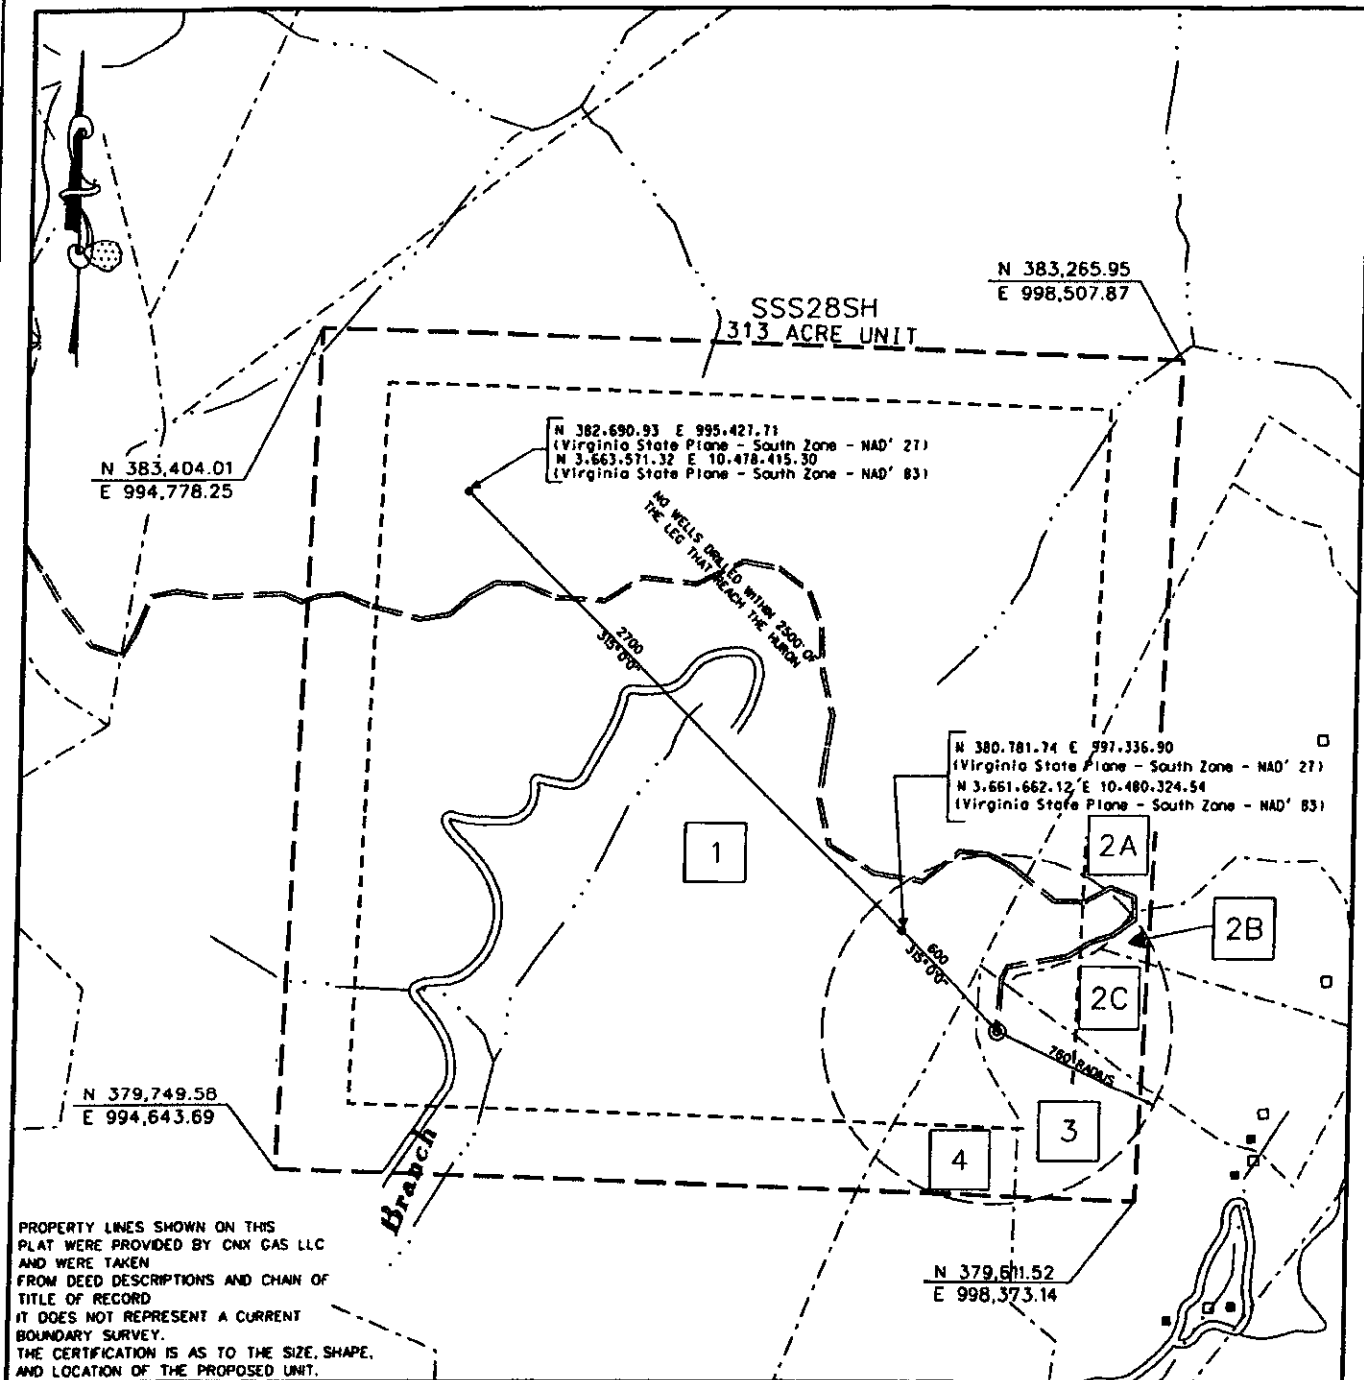 N 383,265.95
E 998,507.87
SSS28SH
313 ACRE UNIT
N 382.690.93 E 995.427.71
(Virginia State Plane - South Zone - NAD' 27)
N 3.663.571.32 E 10.478.415.30
(Virginia State Plane - South Zone - NAD' 83)
N 383,404.01
E 994,778.25
NO WELLS DRILLED WITHIN 2500' OF
THE LEG THAT REACH THE HURON
2700
315°0'0"
N 380.781.74 E 997.336.90
(Virginia State Plane - South Zone - NAD' 27)
N 3.661.662.12 E 10.480.324.54
(Virginia State Plane - South Zone - NAD' 83)
1
2A
2B
600
315°0'0"
2C
750' RADIUS
N 379,749.58
E 994,643.69
3
4
Branch
N 379,611.52
E 998,373.14
PROPERTY LINES SHOWN ON THIS
PLAT WERE PROVIDED BY CNX GAS LLC
AND WERE TAKEN
FROM DEED DESCRIPTIONS AND CHAIN OF
TITLE OF RECORD
IT DOES NOT REPRESENT A CURRENT
BOUNDARY SURVEY.
THE CERTIFICATION IS AS TO THE SIZE, SHAPE,
AND LOCATION OF THE PROPOSED UNIT.